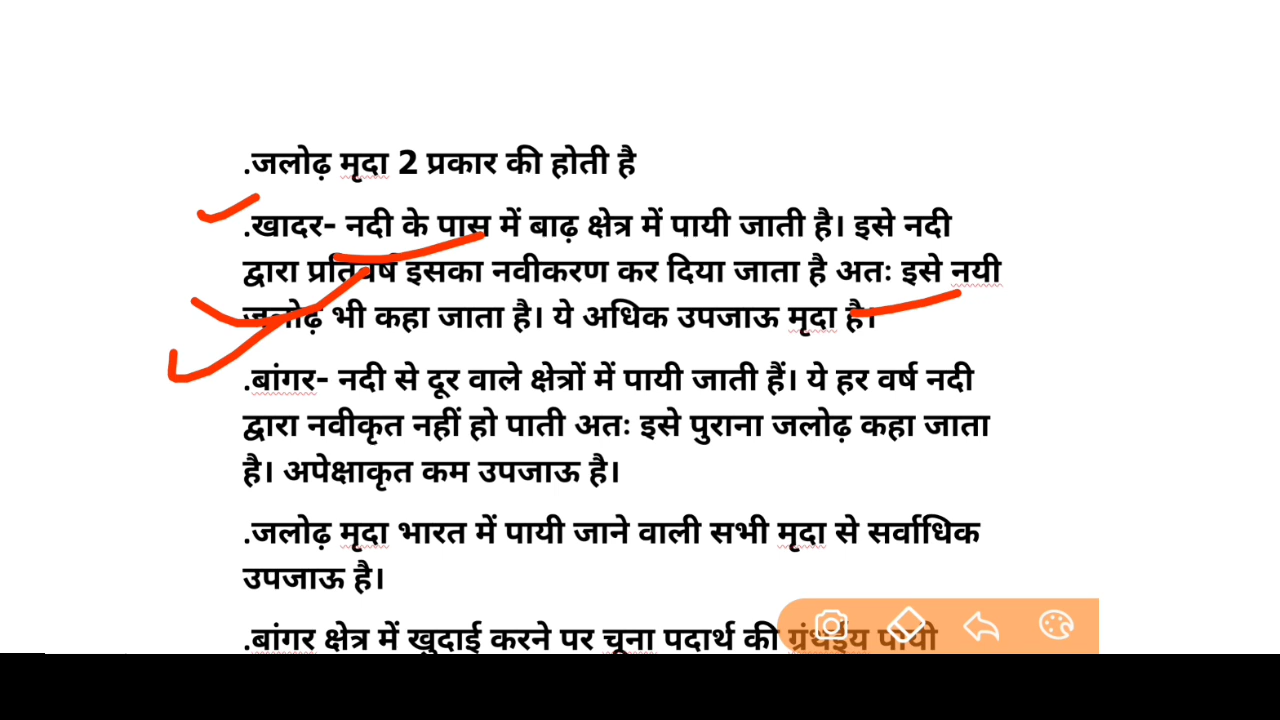 .जलोढ़ मृदा 2 प्रकार की होती है
.खादर- नदी के पास में बाढ़ क्षेत्र में पायी जाती है। इसे नदी
द्वारा प्रतिवर्ष इसका नवीकरण कर दिया जाता है अतः इसे नयी
जलोढ़ भी कहा जाता है। ये अधिक उपजाऊ मृदा है।
.बांगर- नदी से दूर वाले क्षेत्रों में पायी जाती हैं। ये हर वर्ष नदी
द्वारा नवीकृत नहीं हो पाती अतः इसे पुराना जलोढ़ कहा जाता
है। अपेक्षाकृत कम उपजाऊ है।
.जलोढ़ मृदा भारत में पायी जाने वाली सभी मृदा से सर्वाधिक
उपजाऊ है।
.बांगर क्षेत्र में खुदाई करने पर चूना पदार्थ की पायी